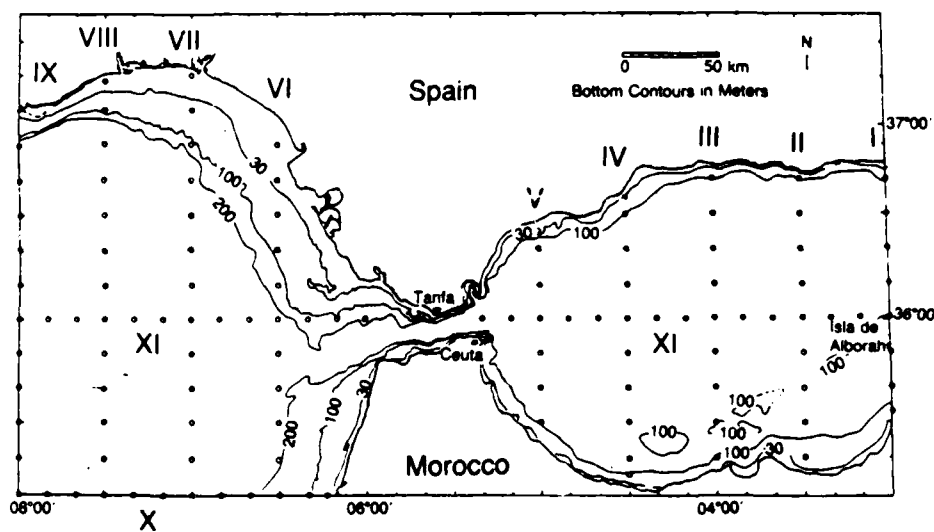 VIII
VII
IX
VI
N
Spain
0
50 km
Bottom Contours in Meters
37°00'
III
II
I
IV
V
30
100
200
30
100
Tarifa
36°00'
XI
Ceuta
XI
Isla de
Alborah
100
100
100
100
100
30
30
100
200
Morocco
08°00'
06°00'
04°00'
X